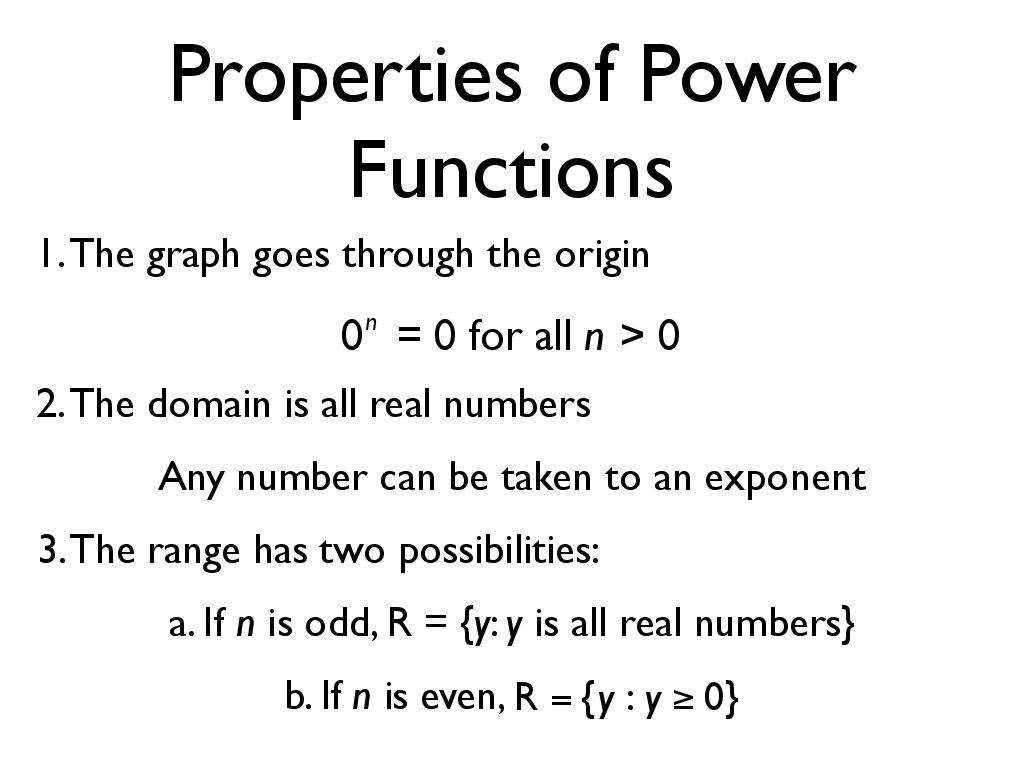 Properties of Power
Functions
1. The graph goes through the origin
0ⁿ = 0 for all n > 0
2. The domain is all real numbers
Any number can be taken to an exponent
3. The range has two possibilities:
a. If n is odd, R = {y: y is all real numbers}
b. If n is even, R = {y : y ≥ 0}